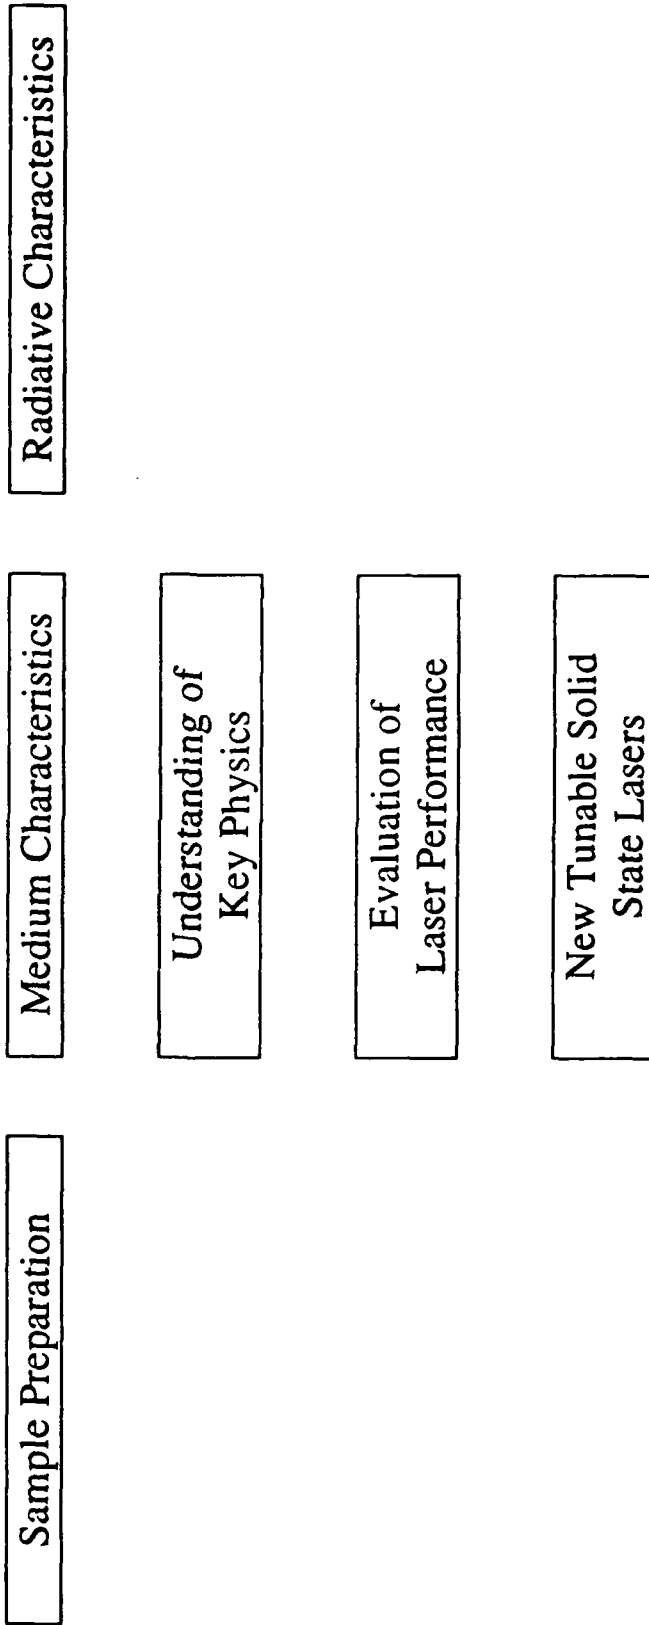 Sample Preparation
Medium Characteristics
Radiative Characteristics
Understanding of
Key Physics
Evaluation of
Laser Performance
New Tunable Solid
State Lasers